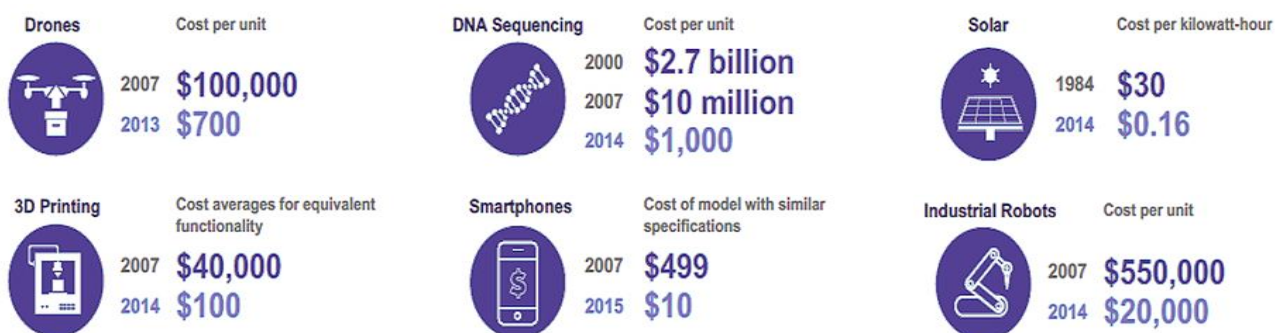 Drones
Cost per unit
2007 $100,000
2013 $700
DNA Sequencing
Cost per unit
2000 $2.7 billion
2007 $10 million
2014 $1,000
Solar
Cost per kilowatt-hour
1984 $30
2014 $0.16
3D Printing
Cost averages for equivalent
functionality
2007 $40,000
2014 $100
Smartphones
Cost of model with similar
specifications
$
2007 $499
2015 $10
Industrial Robots
Cost per unit
2007 $550,000
2014 $20,000